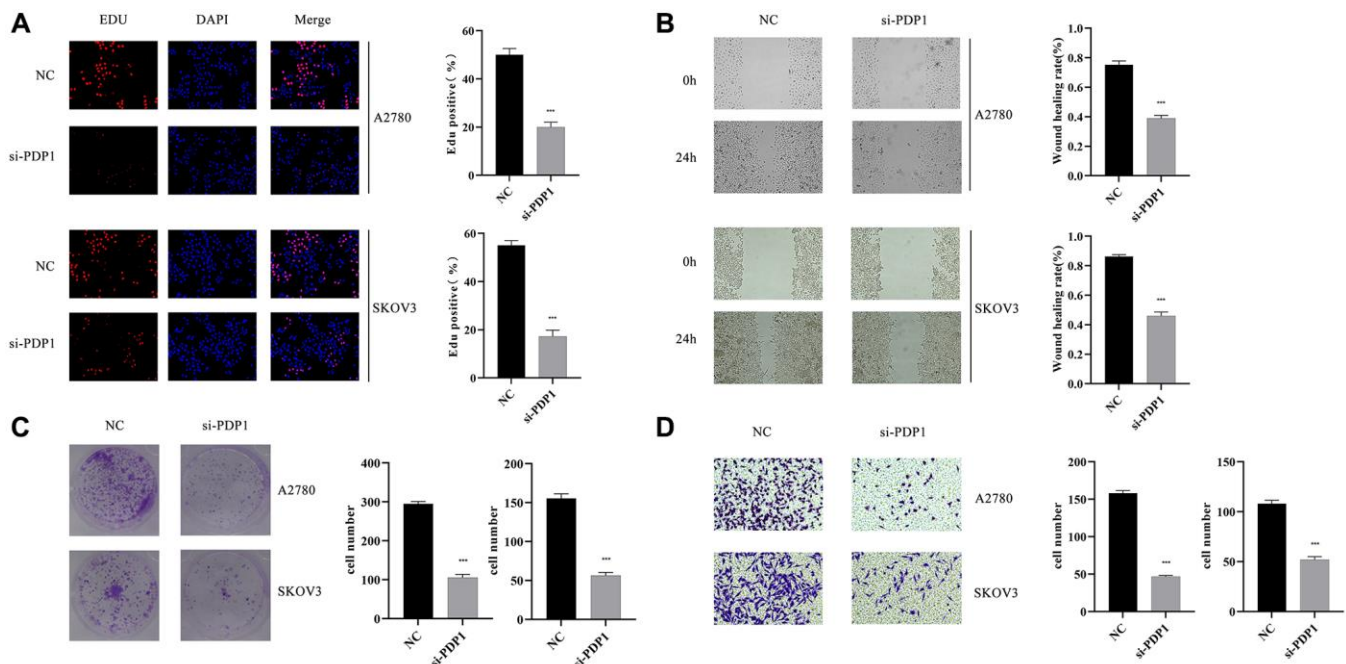 A
EDU DAPI Merge
NC
si-PDP1
A2780
NC
si-PDP1
SKOV3
Edu positive( %)
60
40
20
0
***
NC
si-PDP1
Edu positive( %)
60
40
20
0
***
NC
si-PDP1
B
NC si-PDP1
0h
24h
A2780
0h
24h
SKOV3
Wound healing rate(%)
1.0
0.8
0.6
0.4
0.2
0.0
***
NC
si-PDP1
Wound healing rate(%)
1.0
0.8
0.6
0.4
0.2
0.0
***
NC
si-PDP1
C
NC si-PDP1
A2780
SKOV3
cell number
400
300
200
100
0
***
NC
si-PDP1
cell number
200
150
100
50
0
***
NC
si-PDP1
D
NC si-PDP1
A2780
SKOV3
cell number
200
150
100
50
0
***
NC
si-PDP1
cell number
150
100
50
0
***
NC
si-PDP1